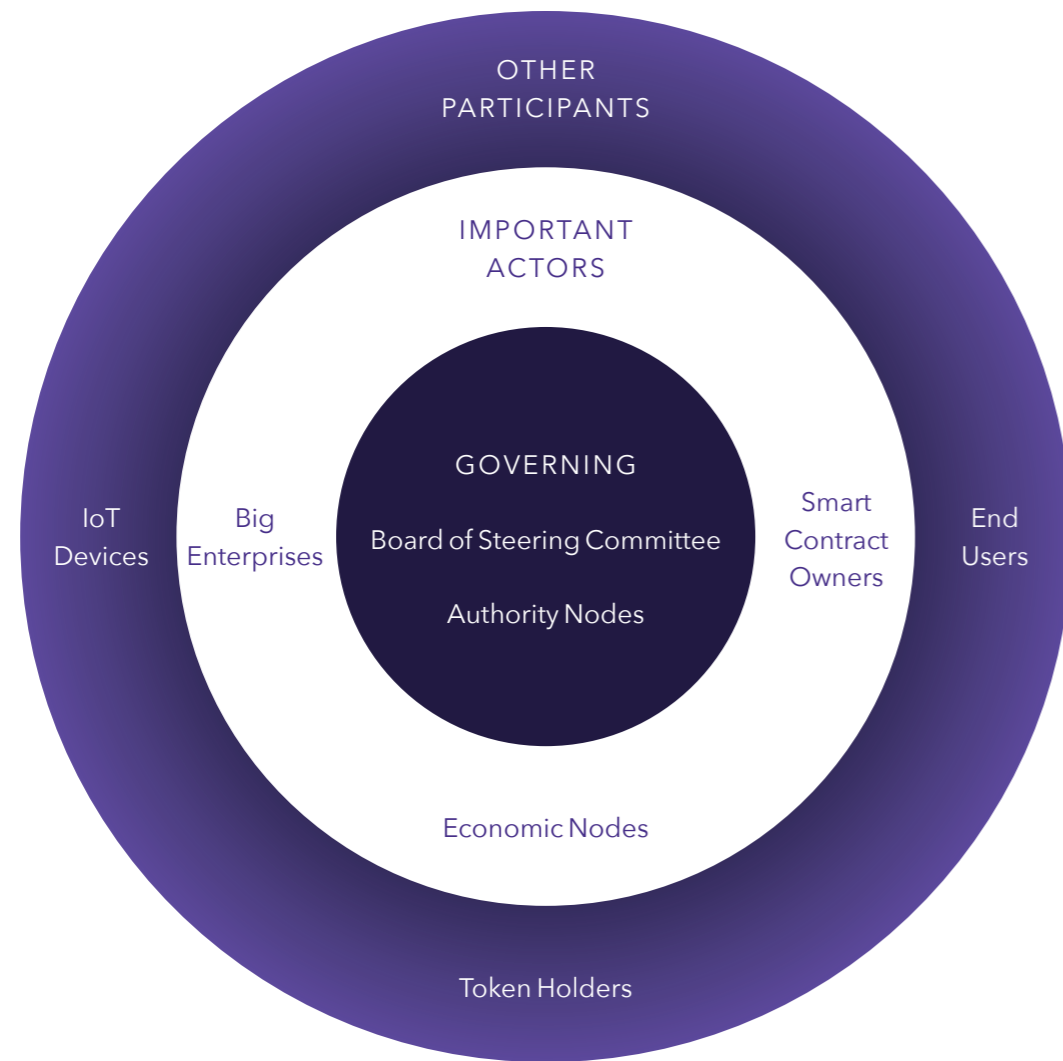 OTHER
PARTICIPANTS
IMPORTANT
ACTORS
GOVERNING
Board of Steering Committee
Authority Nodes
IoT
Devices
Big
Enterprises
Smart
Contract
Owners
End
Users
Economic Nodes
Token Holders